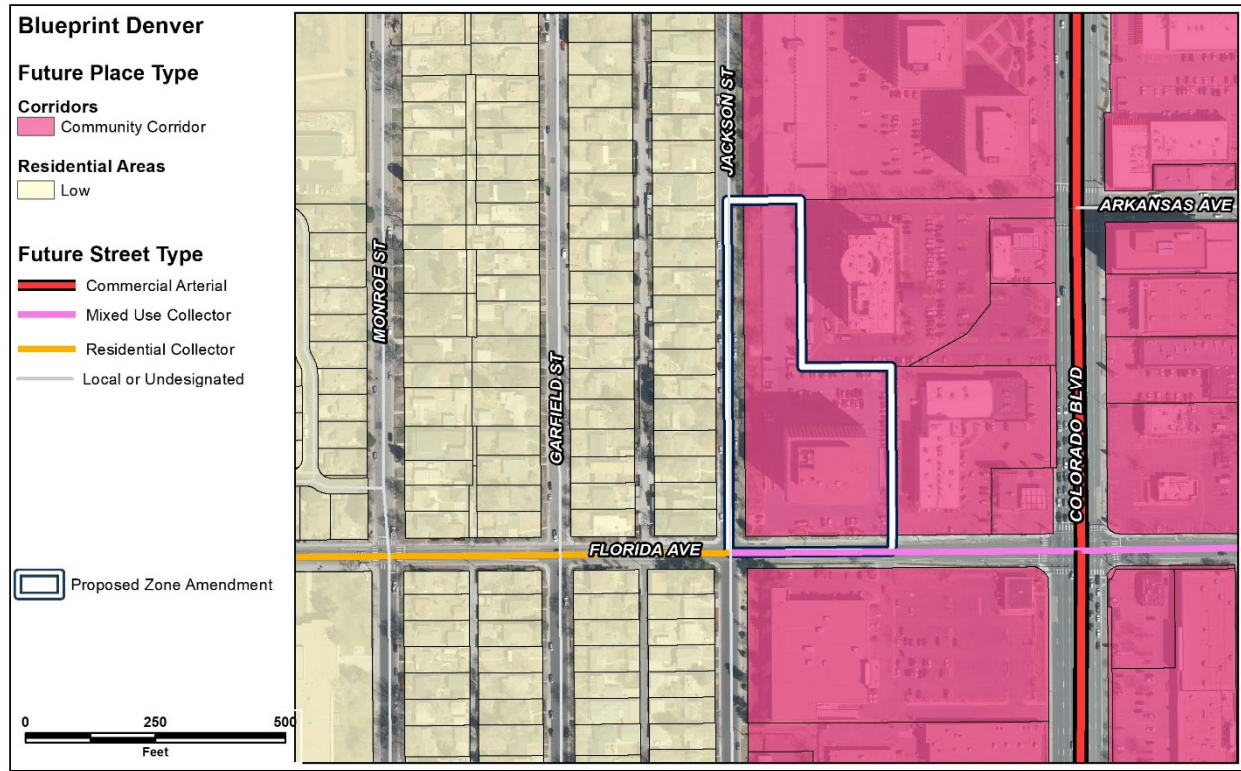 Blueprint Denver
Future Place Type
Corridors
Community Corridor
Residential Areas
Low
Future Street Type
Commercial Arterial
Mixed Use Collector
Residential Collector
Local or Undesignated
Proposed Zone Amendment
0 250 500
Feet
MONROE ST
GARFIELD ST
JACKSON ST
ARKANSAS AVE
COLORADO BLVD
FLORIDA AVE